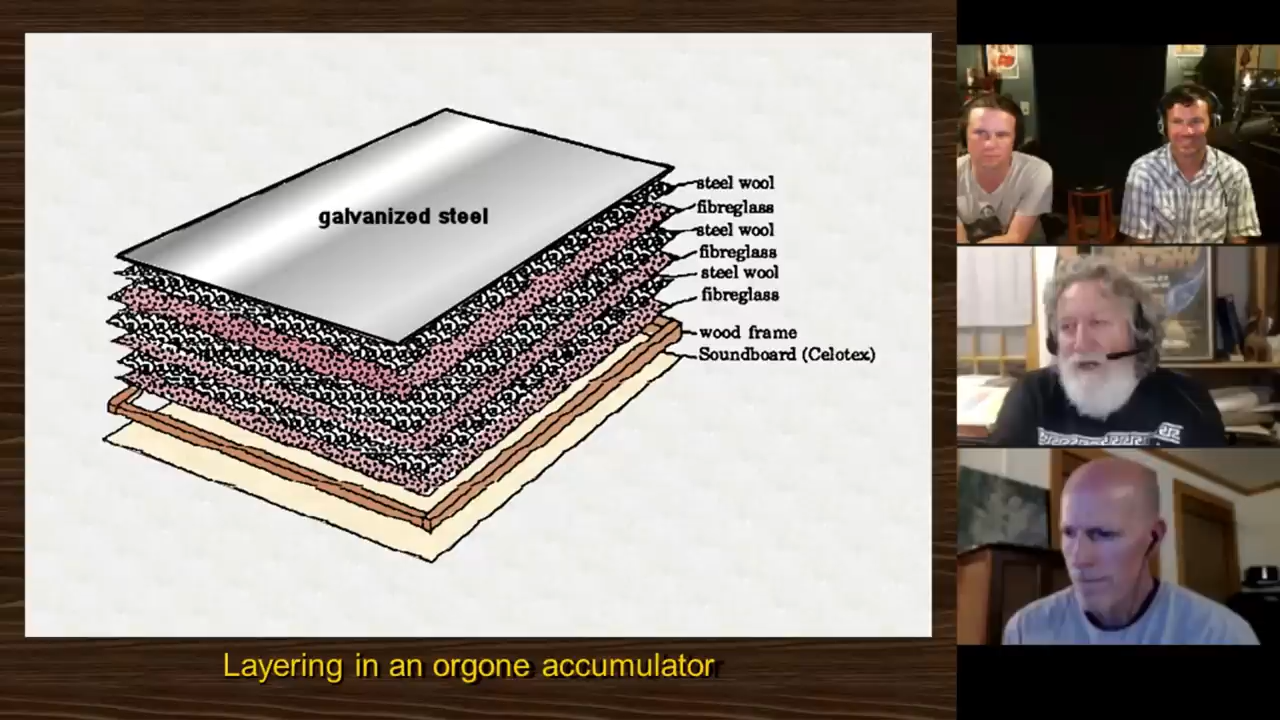 galvanized steel
steel wool
fibreglass
steel wool
fibreglass
steel wool
fibreglass
wood frame
Soundboard (Celotex)
Layering in an orgone accumulator